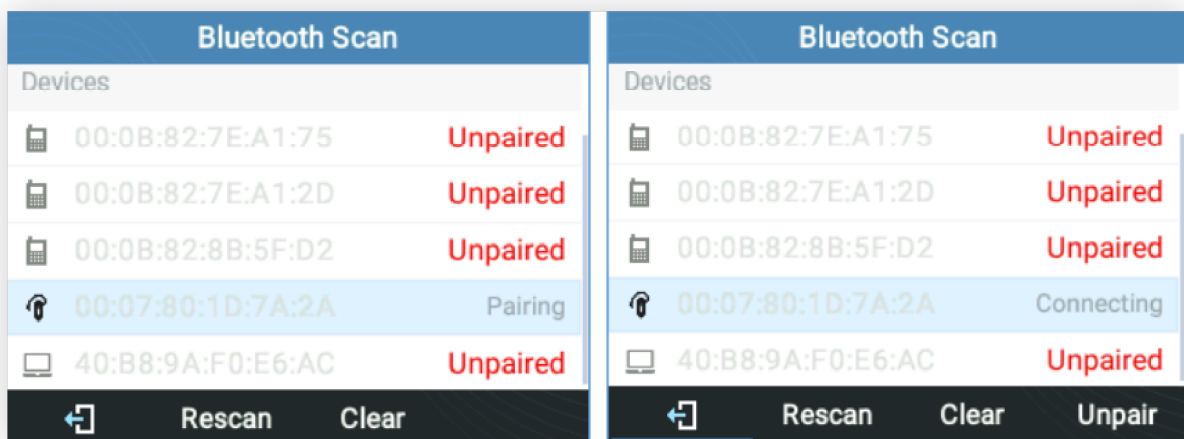 Bluetooth Scan
Devices
00:0B:82:7E:A1:75 Unpaired
00:0B:82:7E:A1:2D Unpaired
00:0B:82:8B:5F:D2 Unpaired
00:07:80:1D:7A:2A Pairing
40:B8:9A:F0:E6:AC Unpaired
Rescan Clear
Bluetooth Scan
Devices
00:0B:82:7E:A1:75 Unpaired
00:0B:82:7E:A1:2D Unpaired
00:0B:82:8B:5F:D2 Unpaired
00:07:80:1D:7A:2A Connecting
40:B8:9A:F0:E6:AC Unpaired
Rescan Clear Unpair